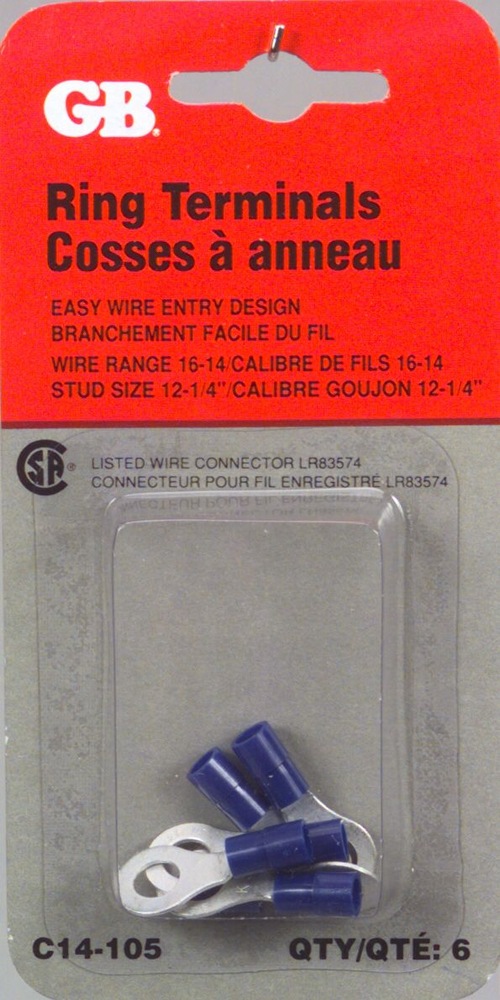 GB®
Ring Terminals
Cosses à anneau
EASY WIRE ENTRY DESIGN
BRANCHEMENT FACILE DU FIL
WIRE RANGE 16-14/CALIBRE DE FILS 16-14
STUD SIZE 12-1/4"/CALIBRE GOUJON 12-1/4"
SA®
LISTED WIRE CONNECTOR LR83574
CONNECTEUR POUR FIL ENREGISTRÉ LR83574
K
C14-105
QTY/QTÉ: 6